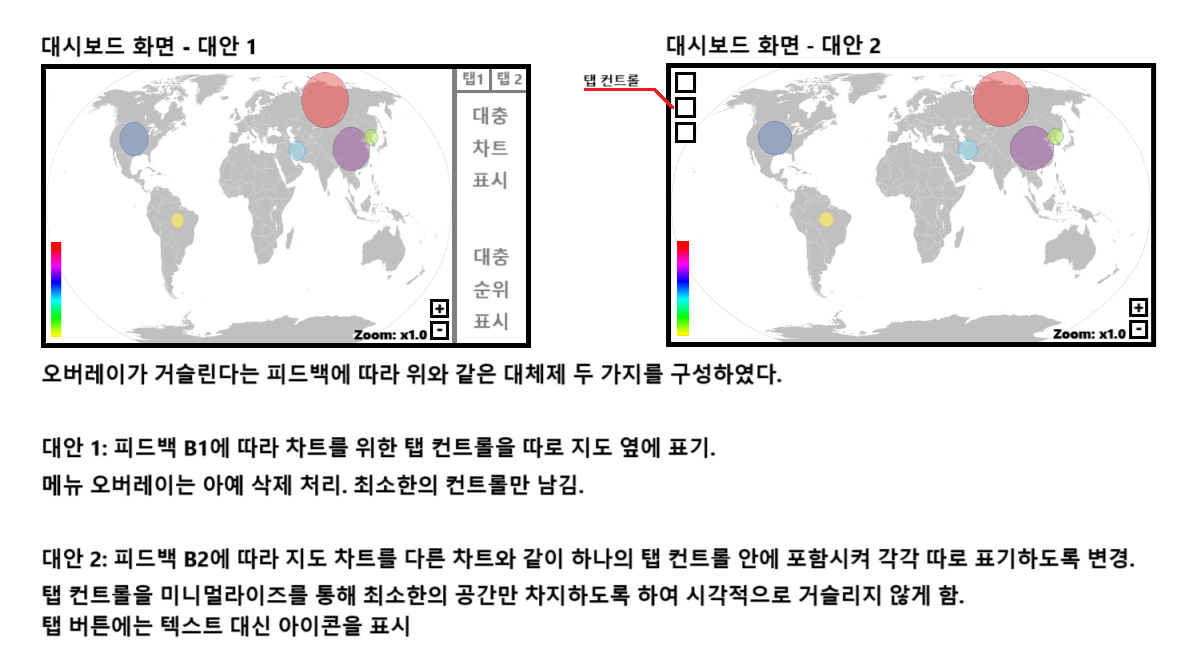 대시보드 화면 - 대안 1
탭1 탭 2
대충
차트
표시
대충
순위
표시
+
Zoom: x1.0 -
대시보드 화면 - 대안 2
탭 컨트롤
+
Zoom: x1.0 -
오버레이가 거슬린다는 피드백에 따라 위와 같은 대체제 두 가지를 구성하였다.
대안 1: 피드백 B1에 따라 차트를 위한 탭 컨트롤을 따로 지도 옆에 표기.
메뉴 오버레이는 아예 삭제 처리. 최소한의 컨트롤만 남김.
대안 2: 피드백 B2에 따라 지도 차트를 다른 차트와 같이 하나의 탭 컨트롤 안에 포함시켜 각각 따로 표기하도록 변경.
탭 컨트롤을 미니멀라이즈를 통해 최소한의 공간만 차지하도록 하여 시각적으로 거슬리지 않게 함.
탭 버튼에는 텍스트 대신 아이콘을 표시